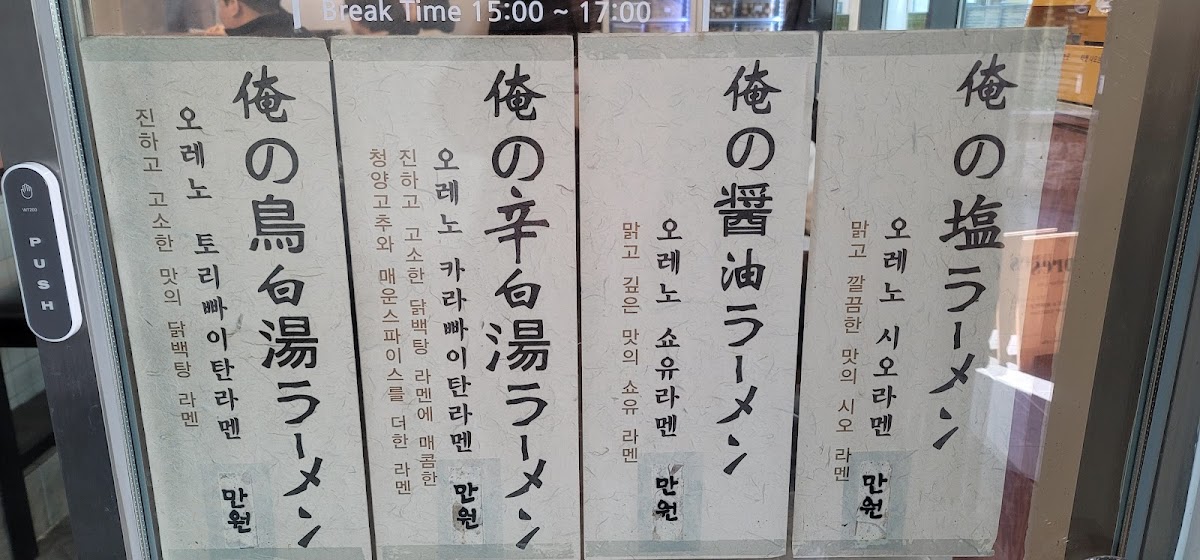 Break Time 15:00 ~ 17:00
PUSH
俺の鳥白湯ラーメン
오레노 토리빠이탄라멘
진하고 고소한 맛의 닭백탕 라멘
만원
俺の辛白湯ラーメン
오레노 카라빠이탄라멘
진하고 고소한 닭백탕 라멘에 매콤한
청양고추와 매운스파이스를 더한 라멘
만원
俺の醤油ラーメン
오레노 쇼유라멘
맑고 깊은 맛의 쇼유 라멘
만원
俺の塩ラーメン
오레노 시오라멘
맑고 깔끔한 맛의 시오 라멘
만원